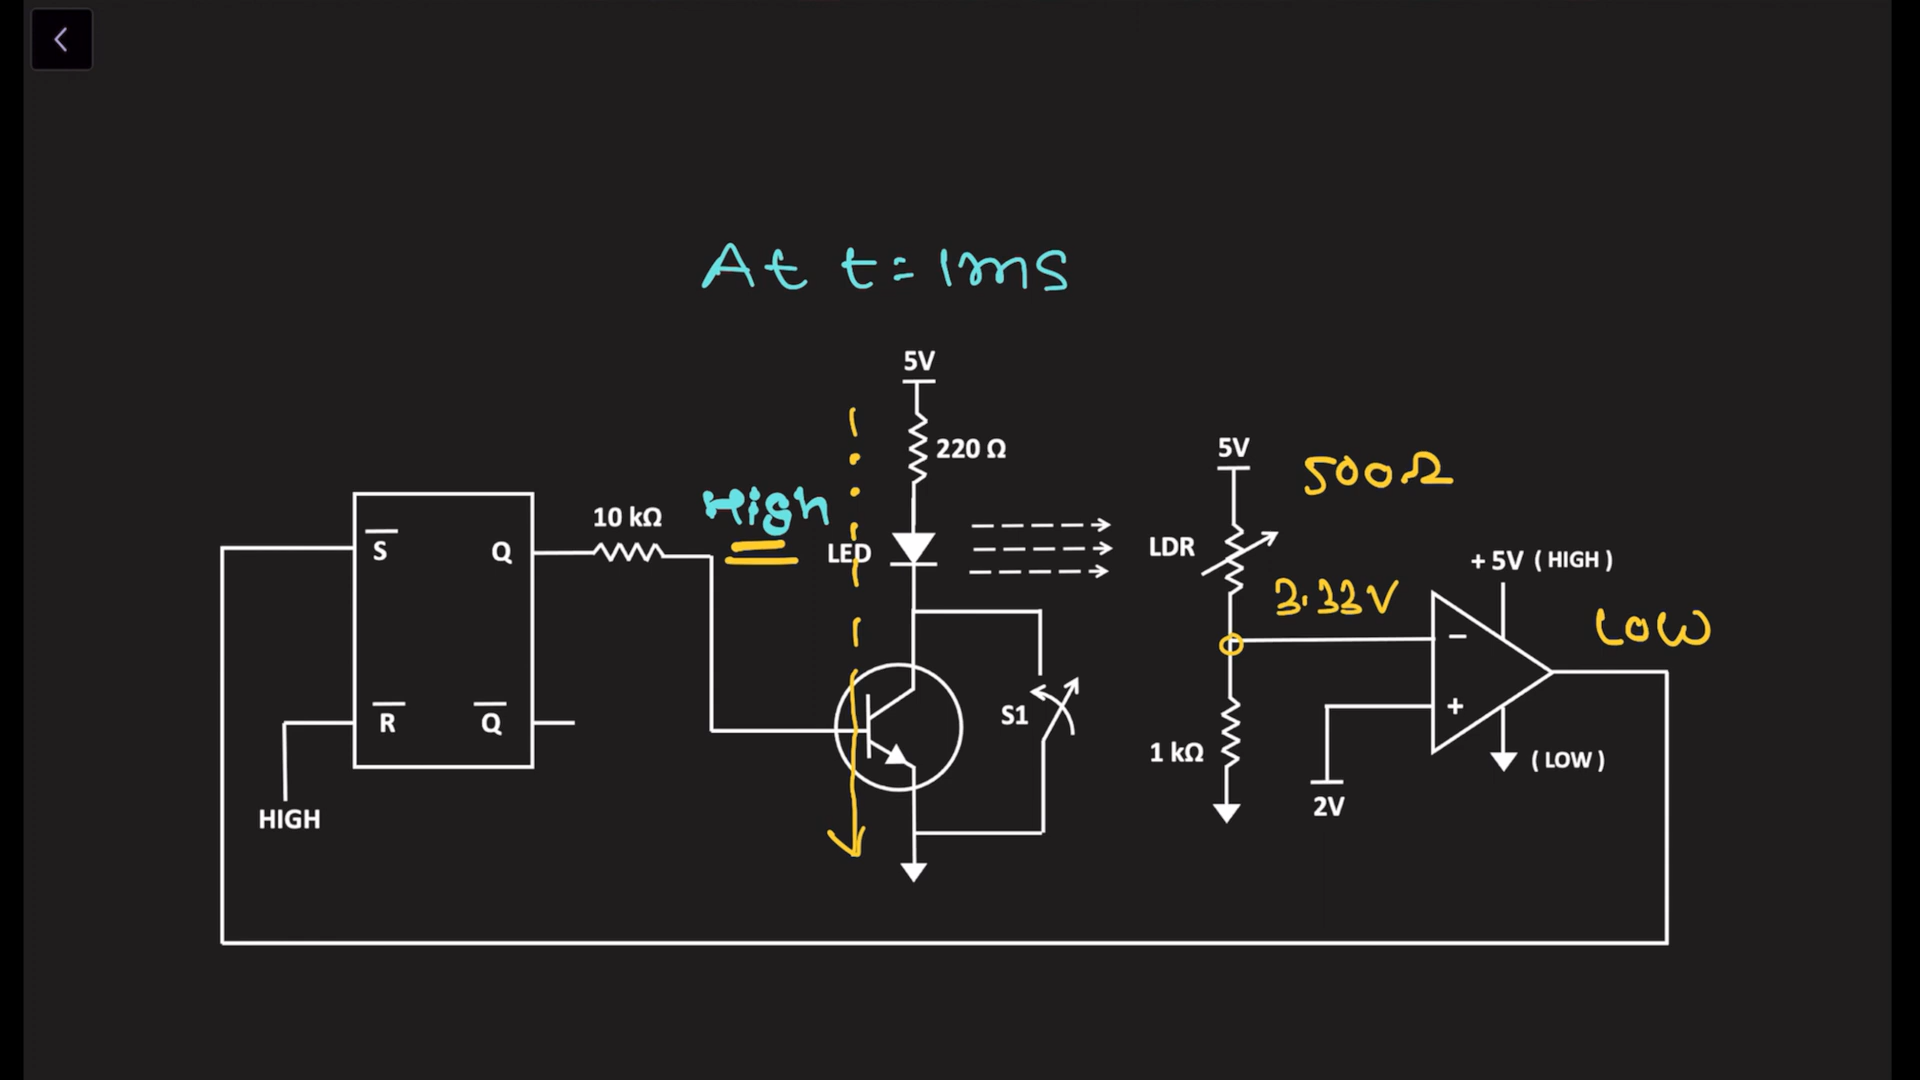 At t=1ms
5V
220 Ω
5V
500Ω
10 kΩ
High
S̅
Q
LED
LDR
+ 5V ( HIGH )
3.33V
−
LOW
R̅
Q̅
S1
+
1 kΩ
( LOW )
HIGH
2V